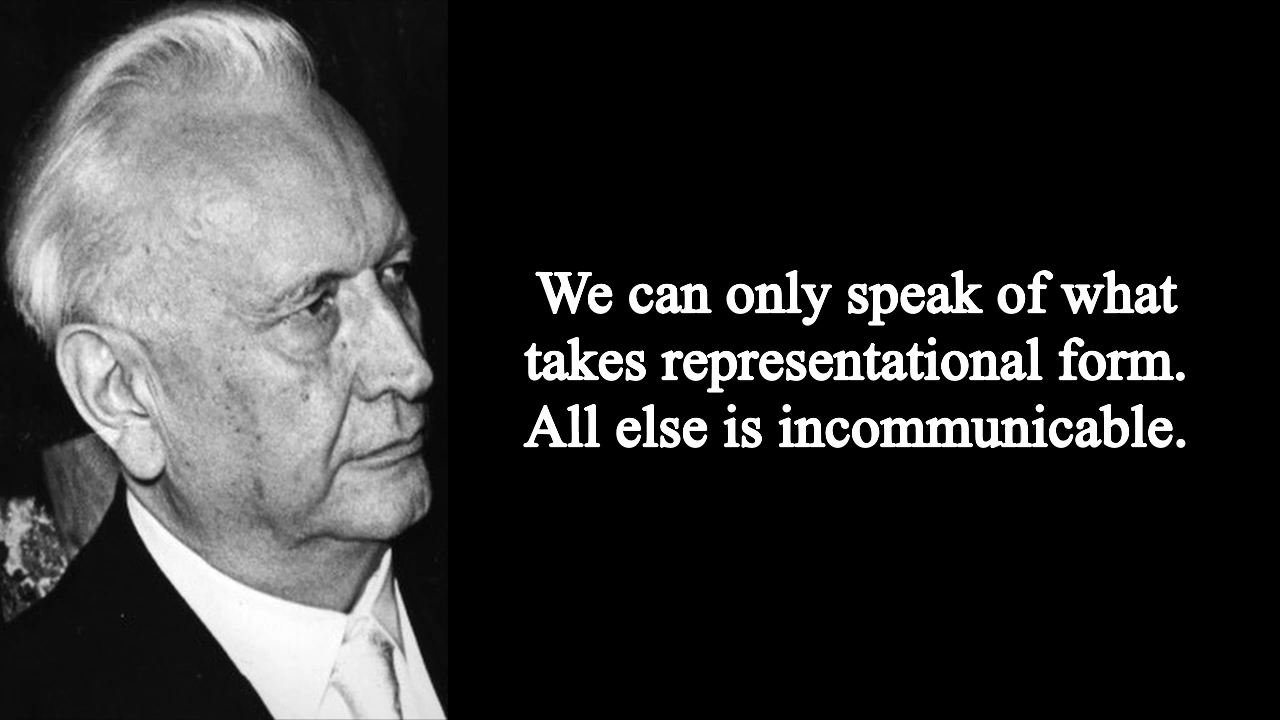 We can only speak of what
takes representational form.
All else is incommunicable.